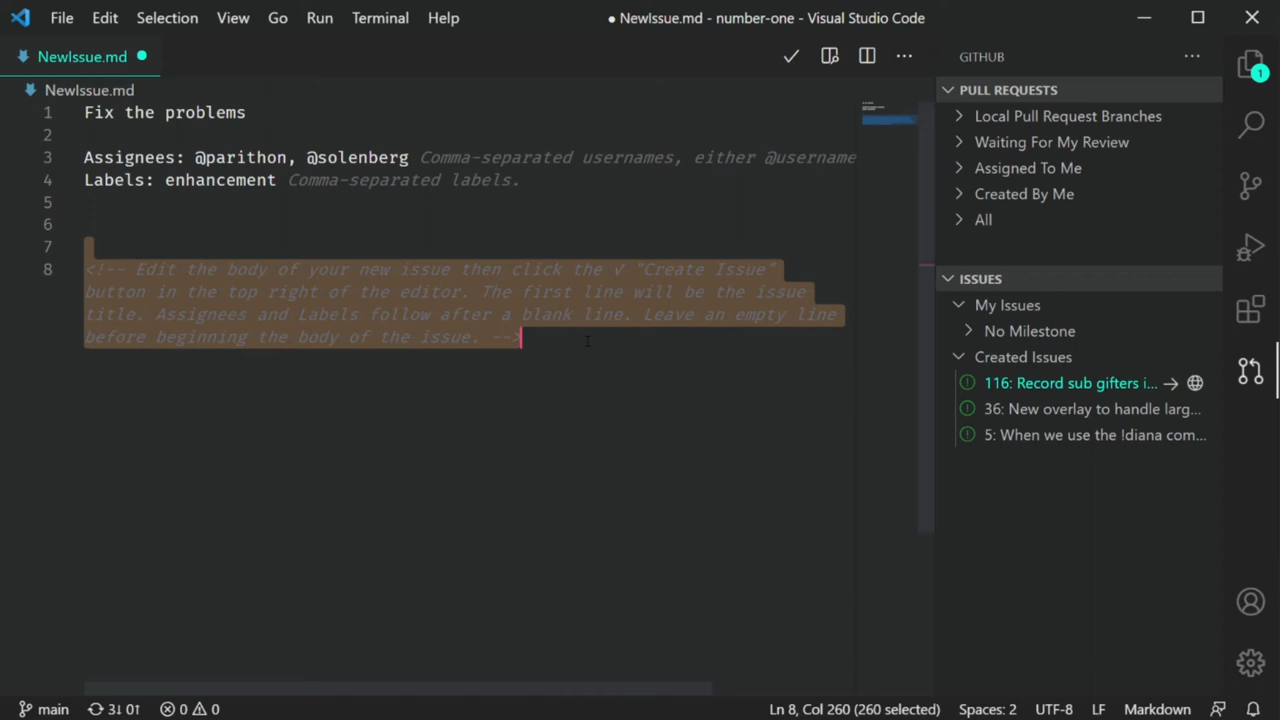 File Edit Selection View Go Run Terminal Help ● NewIssue.md - number-one - Visual Studio Code
NewIssue.md
GITHUB
NewIssue.md
1 Fix the problems
2
3 Assignees: @parithon, @solenberg Comma-separated usernames, either @username
4 Labels: enhancement Comma-separated labels.
5
6
7
8 <!-- Edit the body of your new issue then click the √ "Create Issue"
button in the top right of the editor. The first line will be the issue
title. Assignees and Labels follow after a blank line. Leave an empty line
before beginning the body of the issue. -->
PULL REQUESTS
Local Pull Request Branches
Waiting For My Review
Assigned To Me
Created By Me
All
ISSUES
My Issues
No Milestone
Created Issues
116: Record sub gifters i...
36: New overlay to handle larg...
5: When we use the !diana com...
1
main 3↓ 0↑ 0 0 Ln 8, Col 260 (260 selected) Spaces: 2 UTF-8 LF Markdown